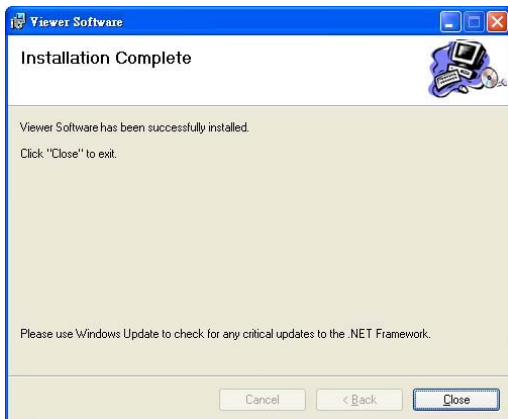 Viewer Software
Installation Complete
Viewer Software has been successfully installed.
Click "Close" to exit.
Please use Windows Update to check for any critical updates to the .NET Framework.
Cancel
< Back
Close